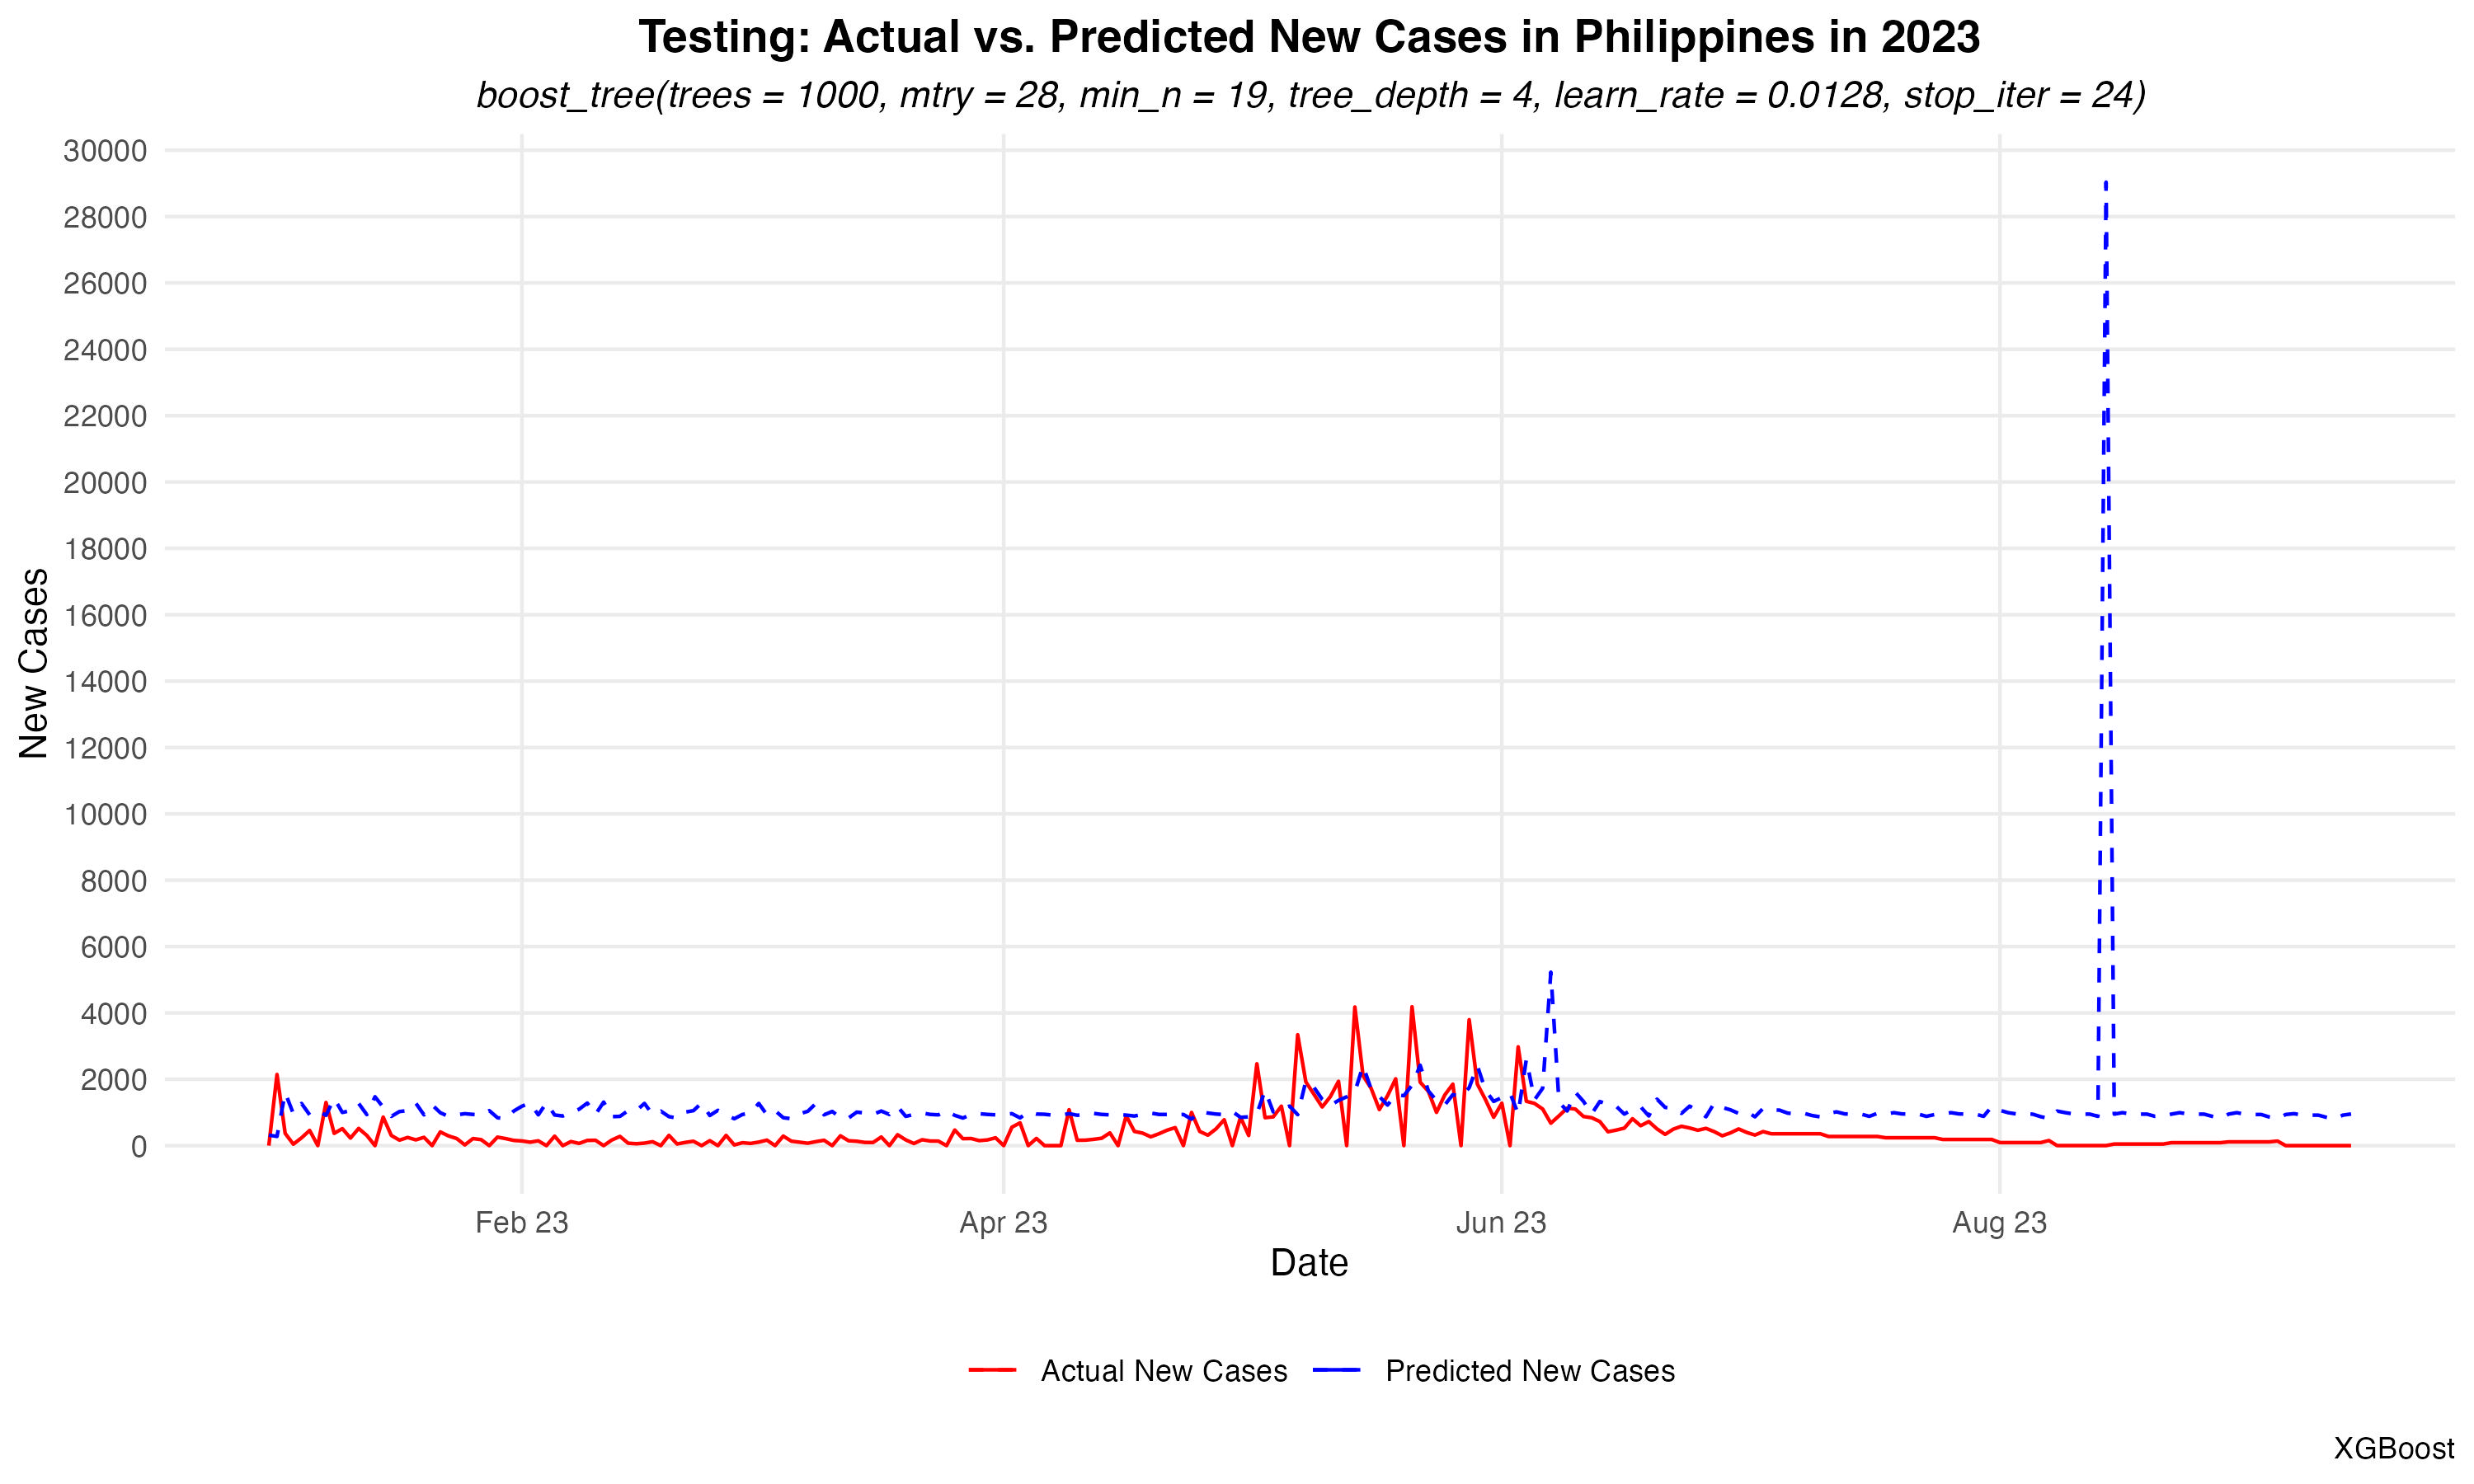 Testing: Actual vs. Predicted New Cases in Philippines in 2023
boost_tree(trees = 1000, mtry = 28, min_n = 19, tree_depth = 4, learn_rate = 0.0128, stop_iter = 24)
New Cases
30000
28000
26000
24000
22000
20000
18000
16000
14000
12000
10000
8000
6000
4000
2000
0
Feb 23 Apr 23 Jun 23 Aug 23
Date
Actual New Cases Predicted New Cases
XGBoost